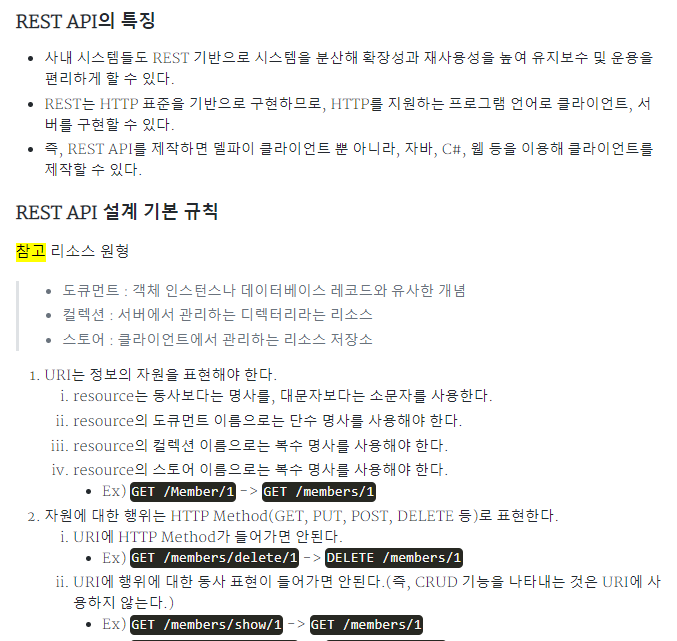 REST API의 특징
• 사내 시스템들도 REST 기반으로 시스템을 분산해 확장성과 재사용성을 높여 유지보수 및 운용을
편리하게 할 수 있다.
• REST는 HTTP 표준을 기반으로 구현하므로, HTTP를 지원하는 프로그램 언어로 클라이언트, 서
버를 구현할 수 있다.
• 즉, REST API를 제작하면 델파이 클라이언트 뿐 아니라, 자바, C#, 웹 등을 이용해 클라이언트를
제작할 수 있다.
REST API 설계 기본 규칙
참고 리소스 원형
• 도큐먼트 : 객체 인스턴스나 데이터베이스 레코드와 유사한 개념
• 컬렉션 : 서버에서 관리하는 디렉터리라는 리소스
• 스토어 : 클라이언트에서 관리하는 리소스 저장소
1. URI는 정보의 자원을 표현해야 한다.
i. resource는 동사보다는 명사를, 대문자보다는 소문자를 사용한다.
ii. resource의 도큐먼트 이름으로는 단수 명사를 사용해야 한다.
iii. resource의 컬렉션 이름으로는 복수 명사를 사용해야 한다.
iv. resource의 스토어 이름으로는 복수 명사를 사용해야 한다.
• Ex) GET /Member/1 -> GET /members/1
2. 자원에 대한 행위는 HTTP Method(GET, PUT, POST, DELETE 등)로 표현한다.
i. URI에 HTTP Method가 들어가면 안된다.
• Ex) GET /members/delete/1 -> DELETE /members/1
ii. URI에 행위에 대한 동사 표현이 들어가면 안된다.(즉, CRUD 기능을 나타내는 것은 URI에 사
용하지 않는다.)
• Ex) GET /members/show/1 -> GET /members/1